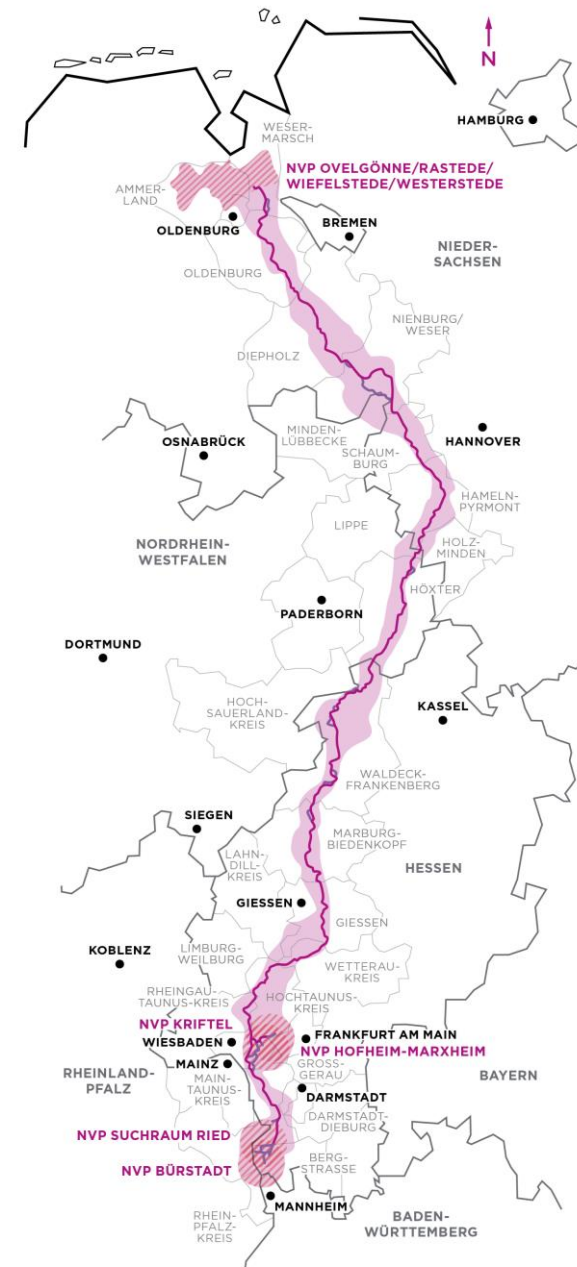 N
HAMBURG
WESER-
MARSCH
NVP OVELGÖNNE/RASTEDE/
WIEFELSTEDE/WESTERSTEDE
AMMER-
LAND
OLDENBURG
BREMEN
NIEDER-
SACHSEN
OLDENBURG
NIENBURG/
WESER
DIEPHOLZ
MINDEN-
LÜBBECKE
OSNABRÜCK
HANNOVER
SCHAUM-
BURG
HAMELN-
PYRMONT
LIPPE
NORDRHEIN-
WESTFALEN
HOLZ-
MINDEN
HÖXTER
PADERBORN
DORTMUND
HOCH-
SAUERLAND-
KREIS
KASSEL
WALDECK-
FRANKENBERG
SIEGEN
MARBURG-
BIEDENKOPF
LAHN-
DILL-
KREIS
HESSEN
GIESSEN
GIESSEN
LIMBURG-
WEILBURG
KOBLENZ
WETTERAU-
KREIS
RHEINGAU-
TAUNUS-KREIS
HOCHTAUNUS-
KREIS
NVP KRIFTEL
WIESBADEN
FRANKFURT AM MAIN
NVP HOFHEIM-MARXHEIM
MAINZ
RHEINLAND-
PFALZ
MAIN-
TAUNUS-
KREIS
GROSS-
GERAU
BAYERN
DARMSTADT
DARMSTADT-
DIEBURG
NVP SUCHRAUM RIED
BERG-
STRASSE
NVP BÜRSTADT
MANNHEIM
RHEIN-
PFALZ-
KREIS
BADEN-
WÜRTTEMBERG